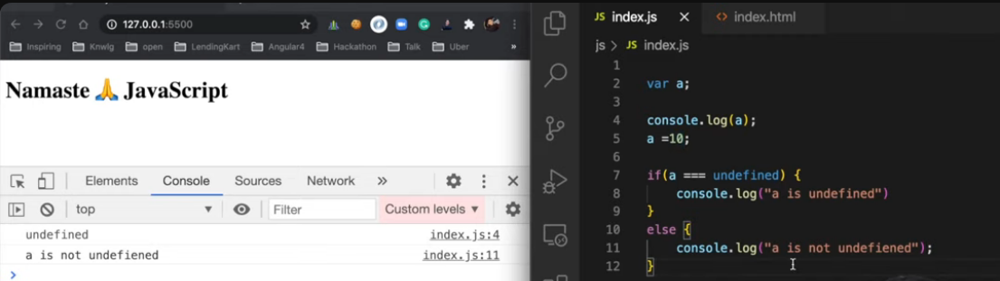 127.0.0.1:5500
Inspiring Knwlg open LendingKart Angular4 Hackathon Talk Uber »
Namaste 🙏 JavaScript
Elements Console Sources Network »
top Filter Custom levels ▼
undefined index.js:4
a is not undefiened index.js:11
JS index.js × <> index.html
js > JS index.js
1
2 var a;
3
4 console.log(a);
5 a =10;
6
7 if(a === undefined) {
8 console.log("a is undefined")
9 }
10 else {
11 console.log("a is not undefiened");
12 }